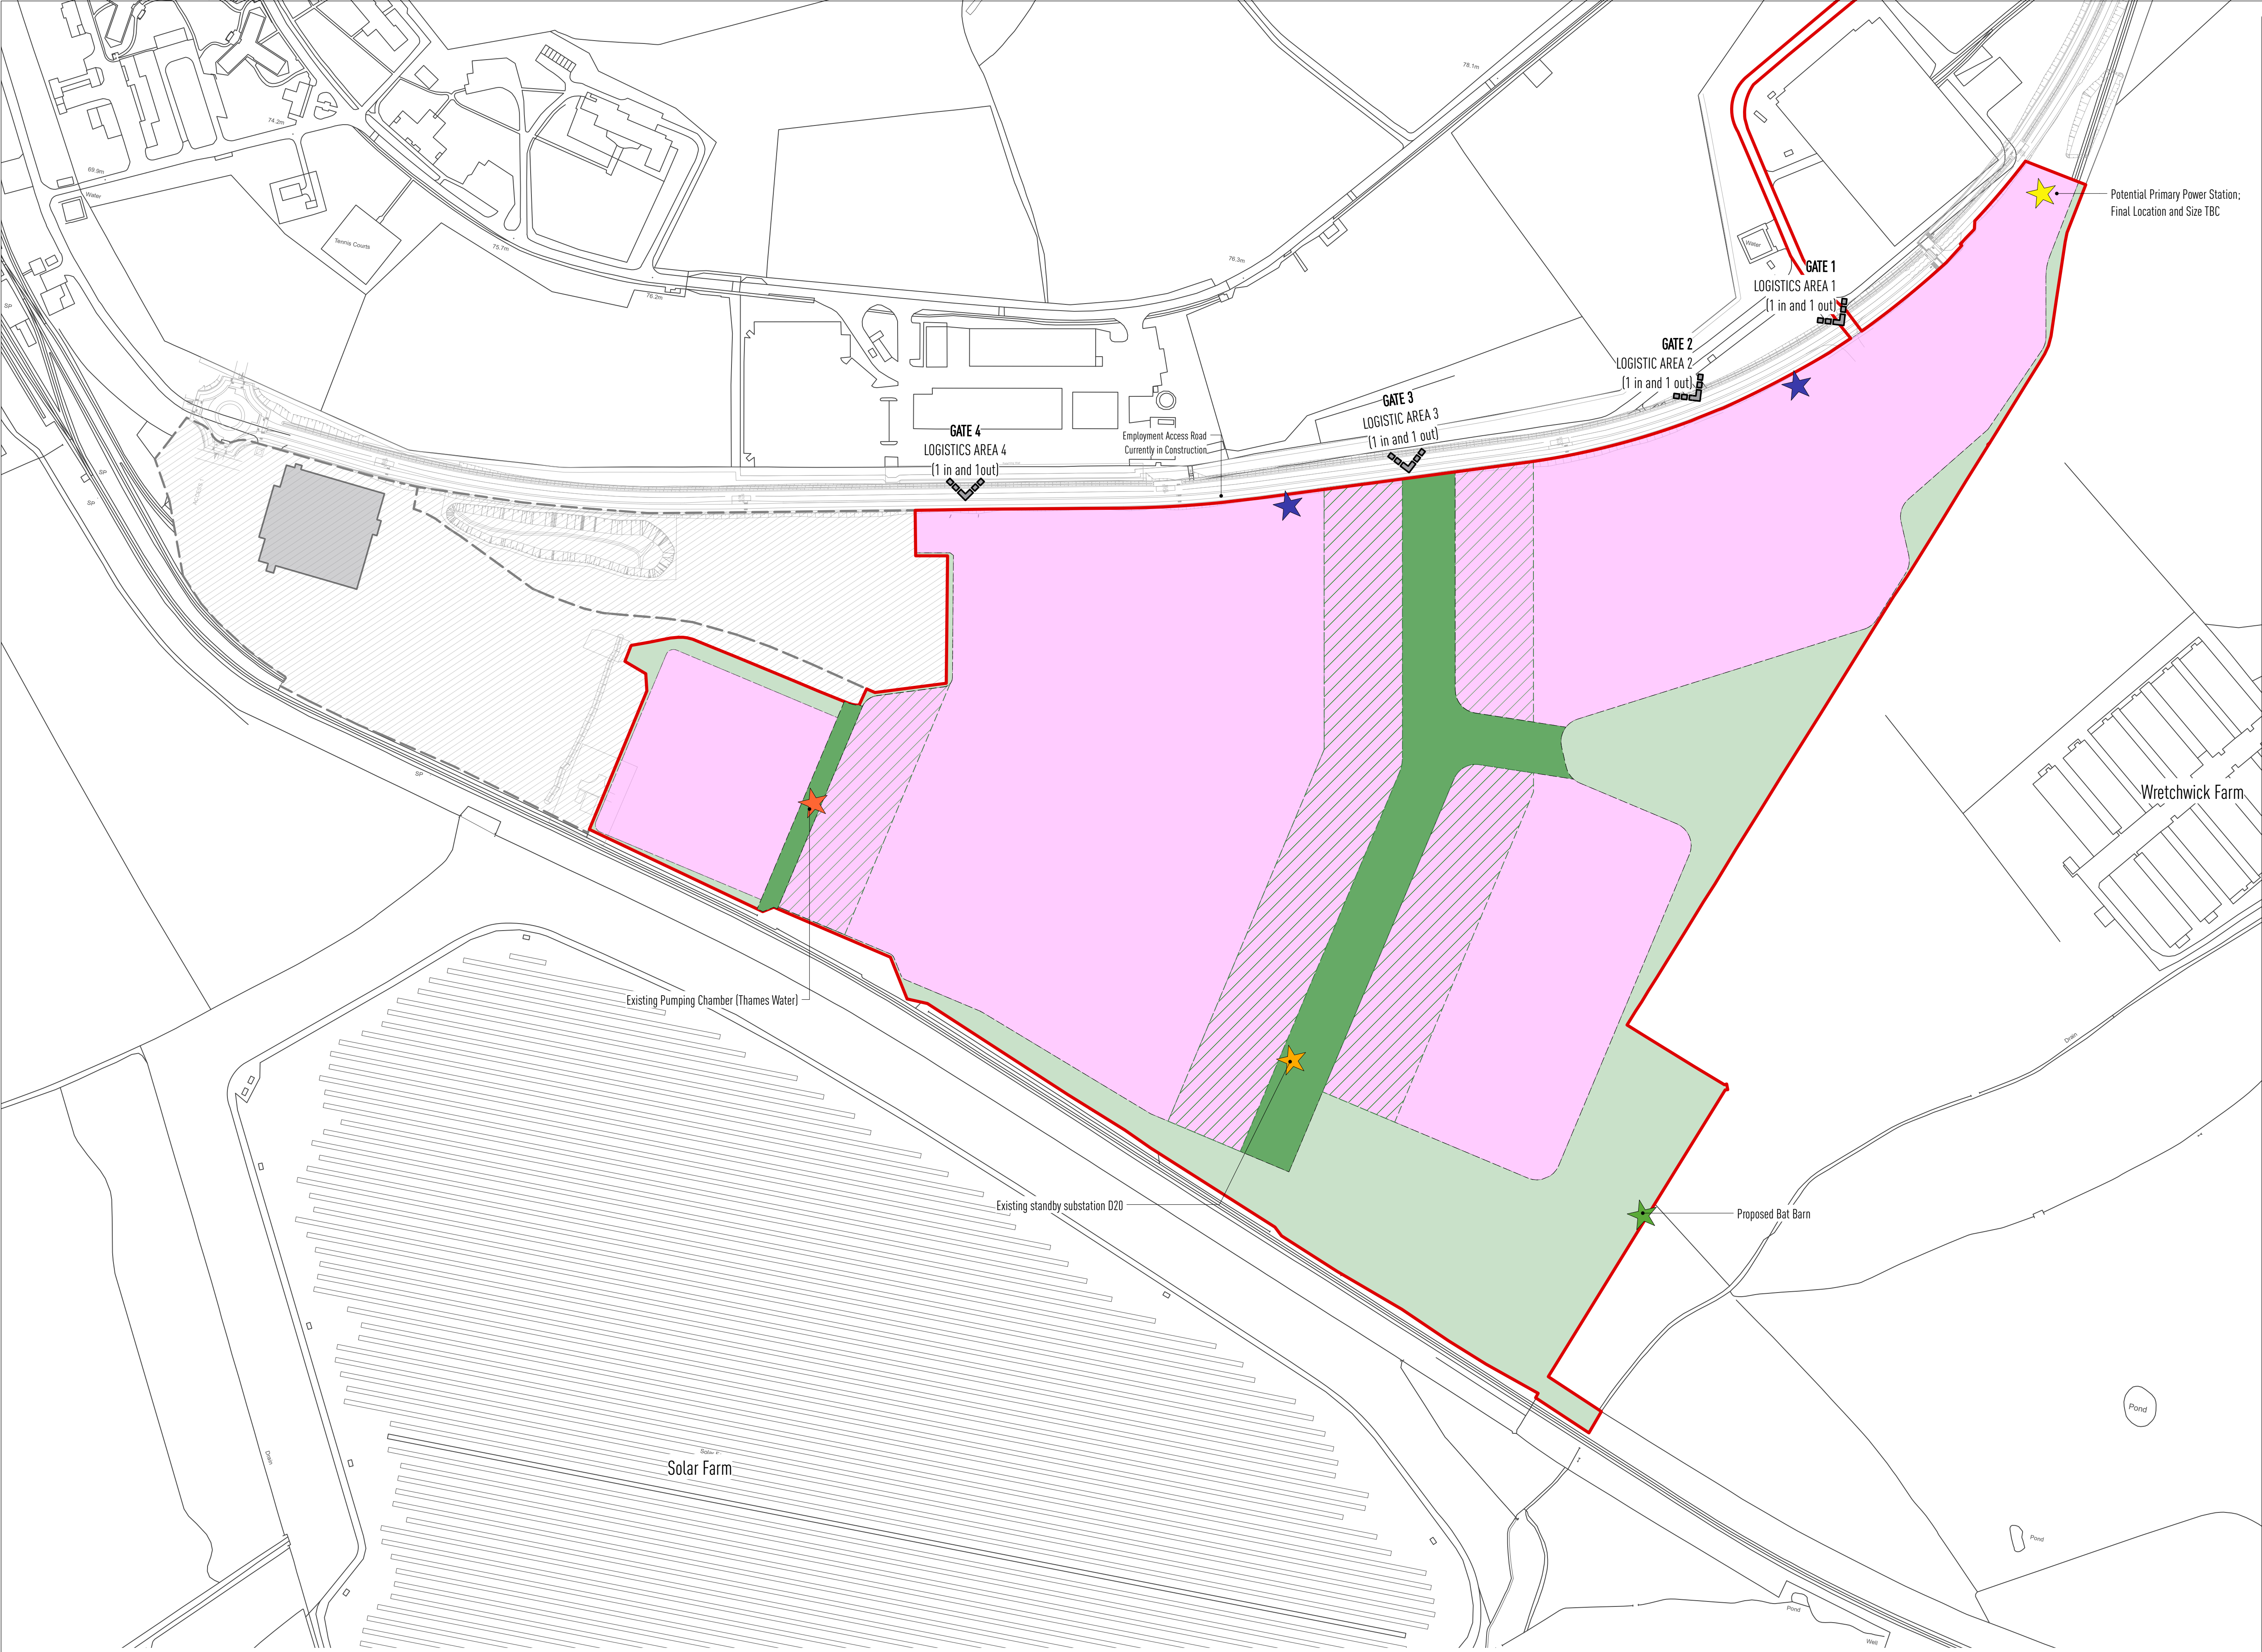 78.1m
74.2m
69.9m
Water
Tennis Courts
75.7m
76.2m
76.3m
Water
Potential Primary Power Station;
Final Location and Size TBC
GATE 1
LOGISTICS AREA 1
(1 in and 1 out)
GATE 2
LOGISTIC AREA 2
(1 in and 1 out)
GATE 3
LOGISTIC AREA 3
(1 in and 1 out)
GATE 4
LOGISTICS AREA 4
(1 in and 1out)
Employment Access Road
Currently in Construction
SP
SP
SP
SP
ACCESS
Wretchwick Farm
Existing Pumping Chamber (Thames Water)
Existing standby substation D20
Proposed Bat Barn
Drain
Drain
Solar F
Solar Farm
Pond
Pond
Pond
Well